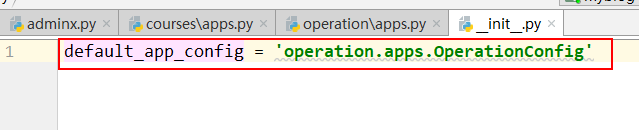 adminx.py
courses\apps.py
operation\apps.py
__init__.py
1
default_app_config = 'operation.apps.OperationConfig'